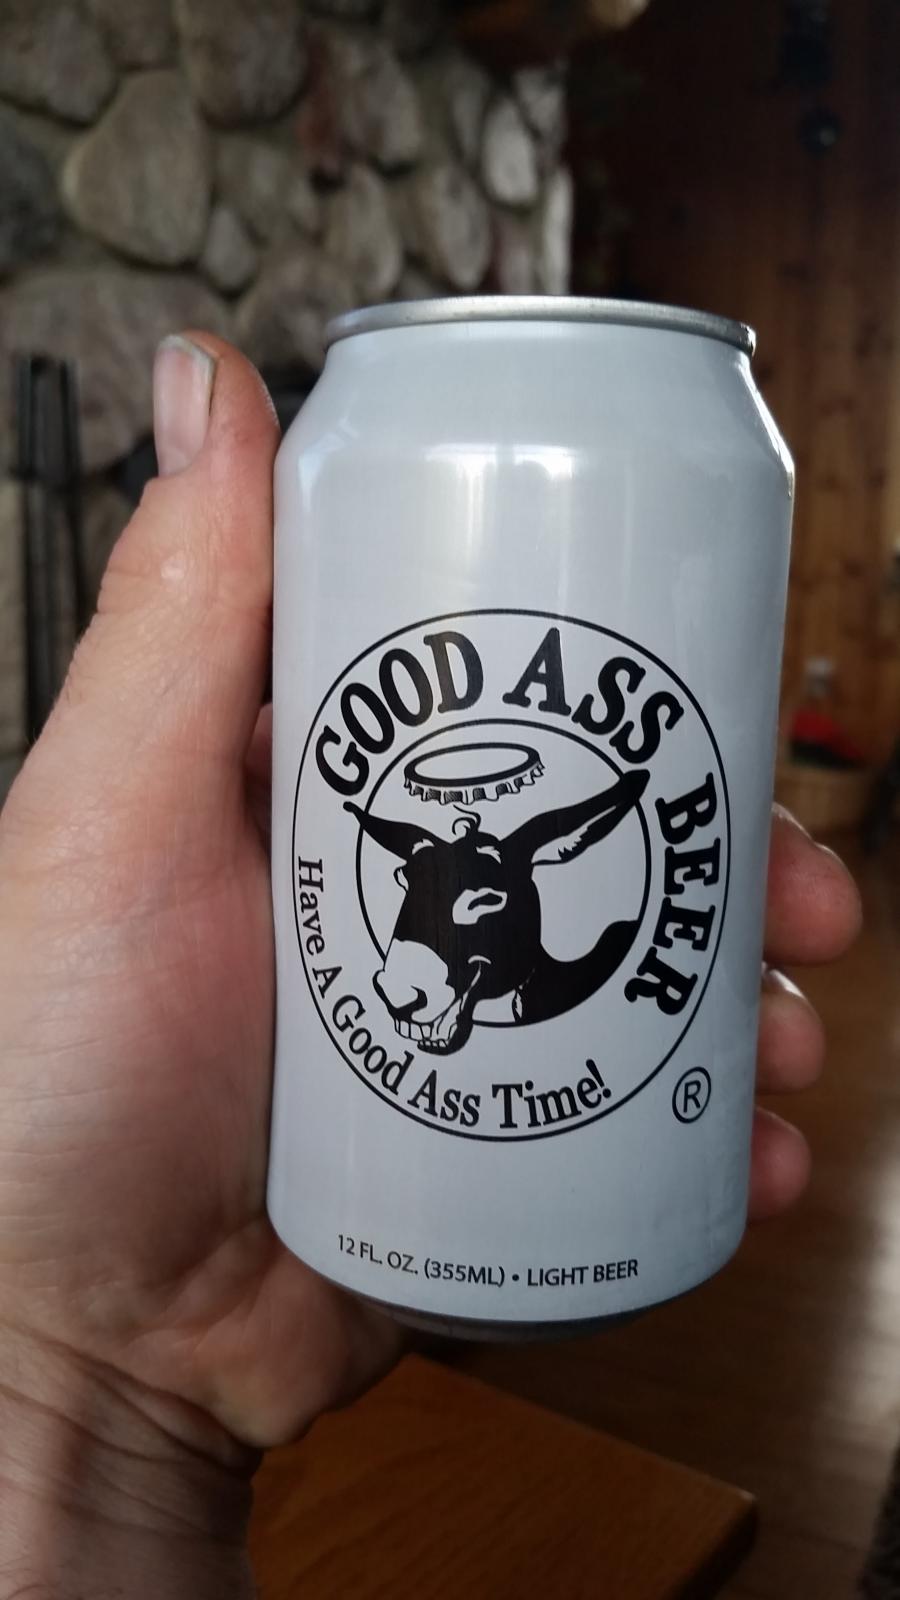 GOOD ASS BEER
Have A Good Ass Time!
®
12 FL. OZ. (355ML) • LIGHT BEER